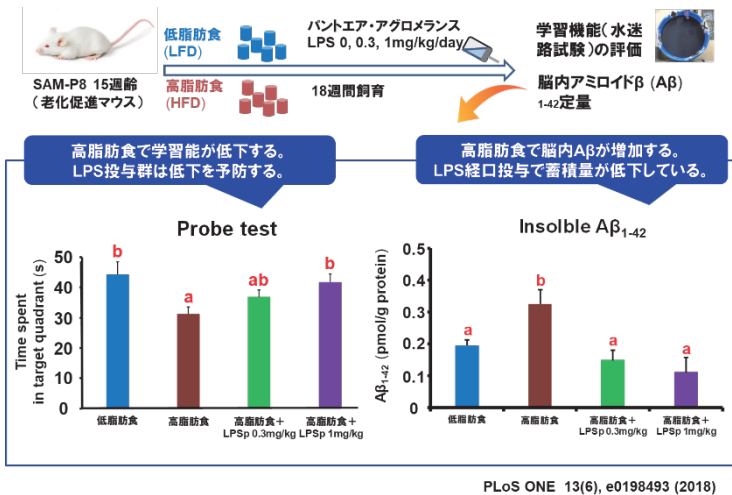 SAM-P8 15週齢
(老化促進マウス)
低脂肪食
(LFD)
高脂肪食
(HFD)
パントエア・アグロメランス
LPS 0, 0.3, 1mg/kg/day
18週間飼育
学習機能(水迷
路試験)の評価
脳内アミロイドβ (Aβ)
1-42定量
高脂肪食で学習能が低下する。
LPS投与群は低下を予防する。
Probe test
Time spent
in target quadrant (s)
50
40
30
20
10
0
b
a
ab
b
低脂肪食
高脂肪食
高脂肪食+
LPSp 0.3mg/kg
高脂肪食+
LPSp 1mg/kg
高脂肪食で脳内Aβが増加する。
LPS経口投与で蓄積量が低下している。
Insolble Aβ1-42
Aβ1-42 (pmol/g protein)
0.5
0.4
0.3
0.2
0.1
0
a
b
a
a
低脂肪食
高脂肪食
高脂肪食+
LPSp 0.3mg/kg
高脂肪食+
LPSp 1mg/kg
PLoS ONE 13(6), e0198493 (2018)